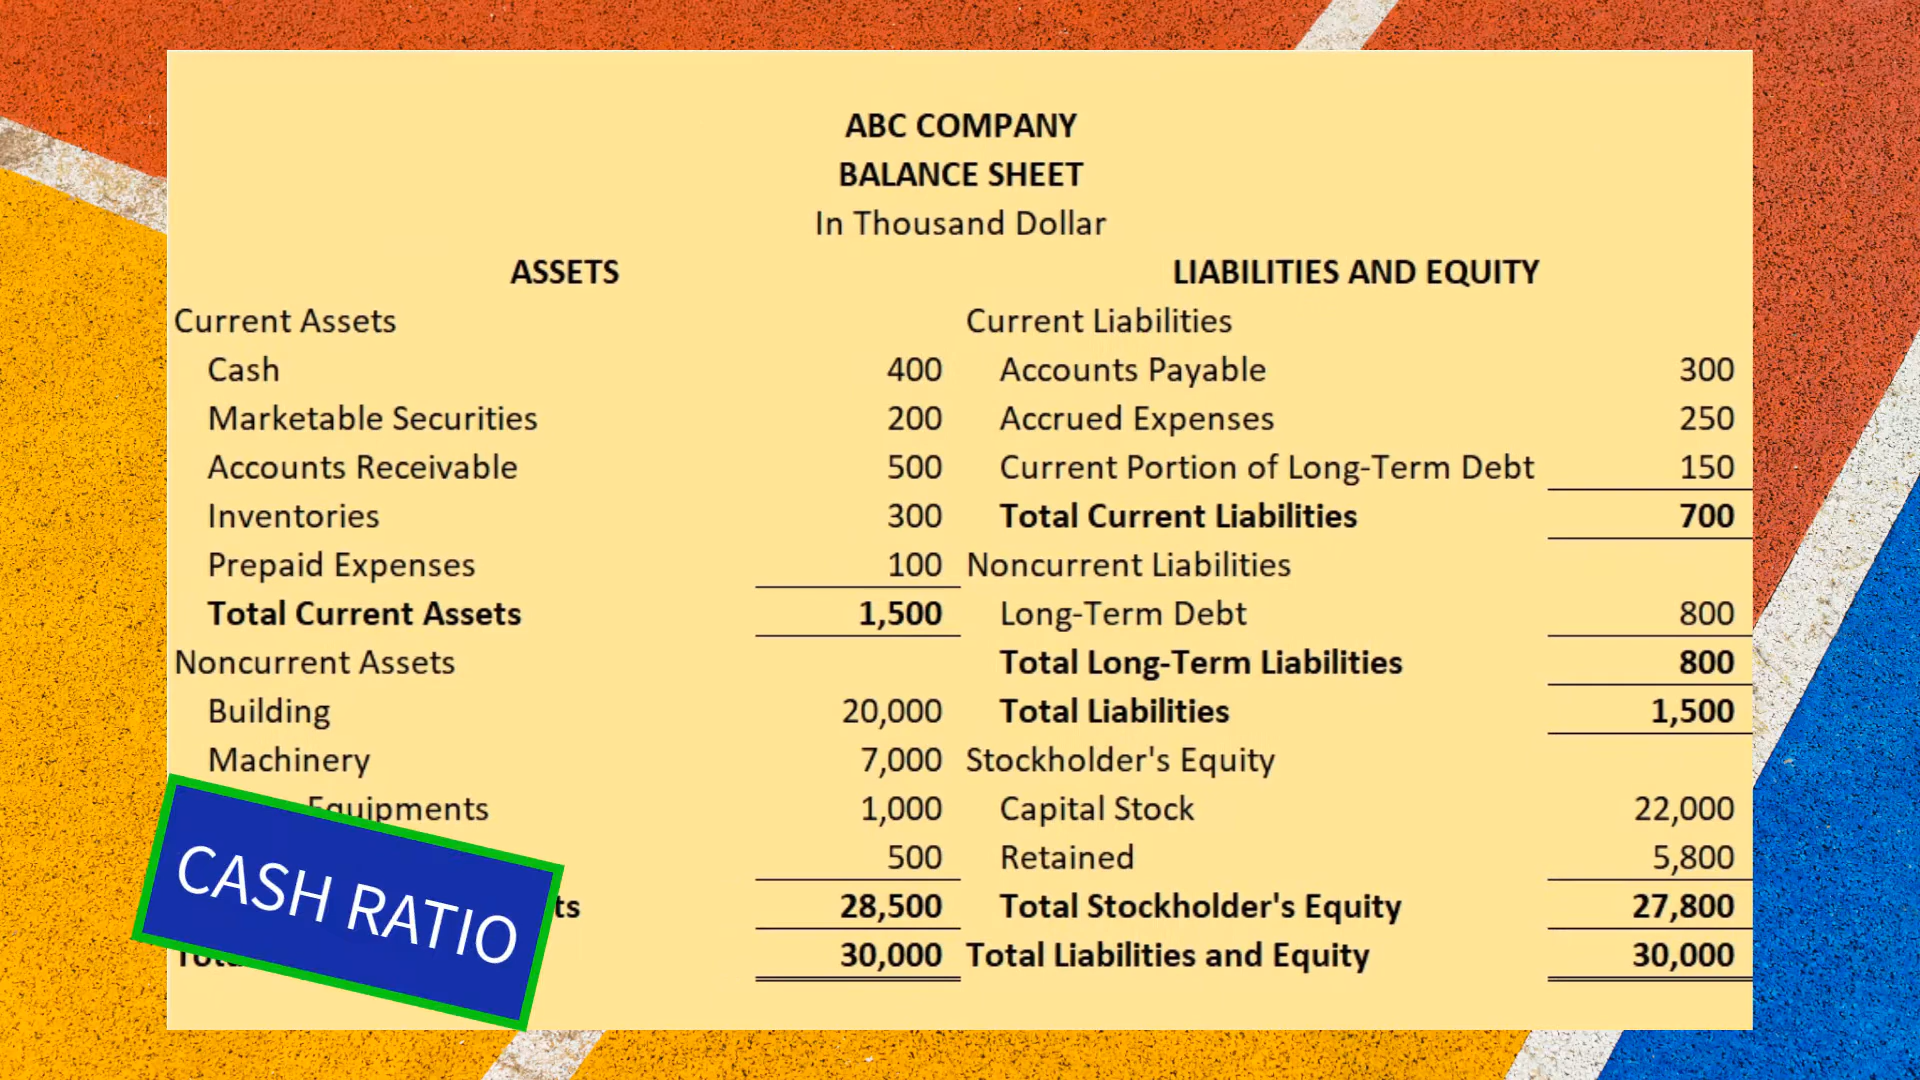 ABC COMPANY
BALANCE SHEET
In Thousand Dollar
ASSETS LIABILITIES AND EQUITY
Current Assets Current Liabilities
Cash 400 Accounts Payable 300
Marketable Securities 200 Accrued Expenses 250
Accounts Receivable 500 Current Portion of Long-Term Debt 150
Inventories 300 Total Current Liabilities 700
Prepaid Expenses 100 Noncurrent Liabilities
Total Current Assets 1,500 Long-Term Debt 800
Noncurrent Assets Total Long-Term Liabilities 800
Building 20,000 Total Liabilities 1,500
Machinery 7,000 Stockholder's Equity
Equipments 1,000 Capital Stock 22,000
500 Retained 5,800
28,500 Total Stockholder's Equity 27,800
30,000 Total Liabilities and Equity 30,000
CASH RATIO